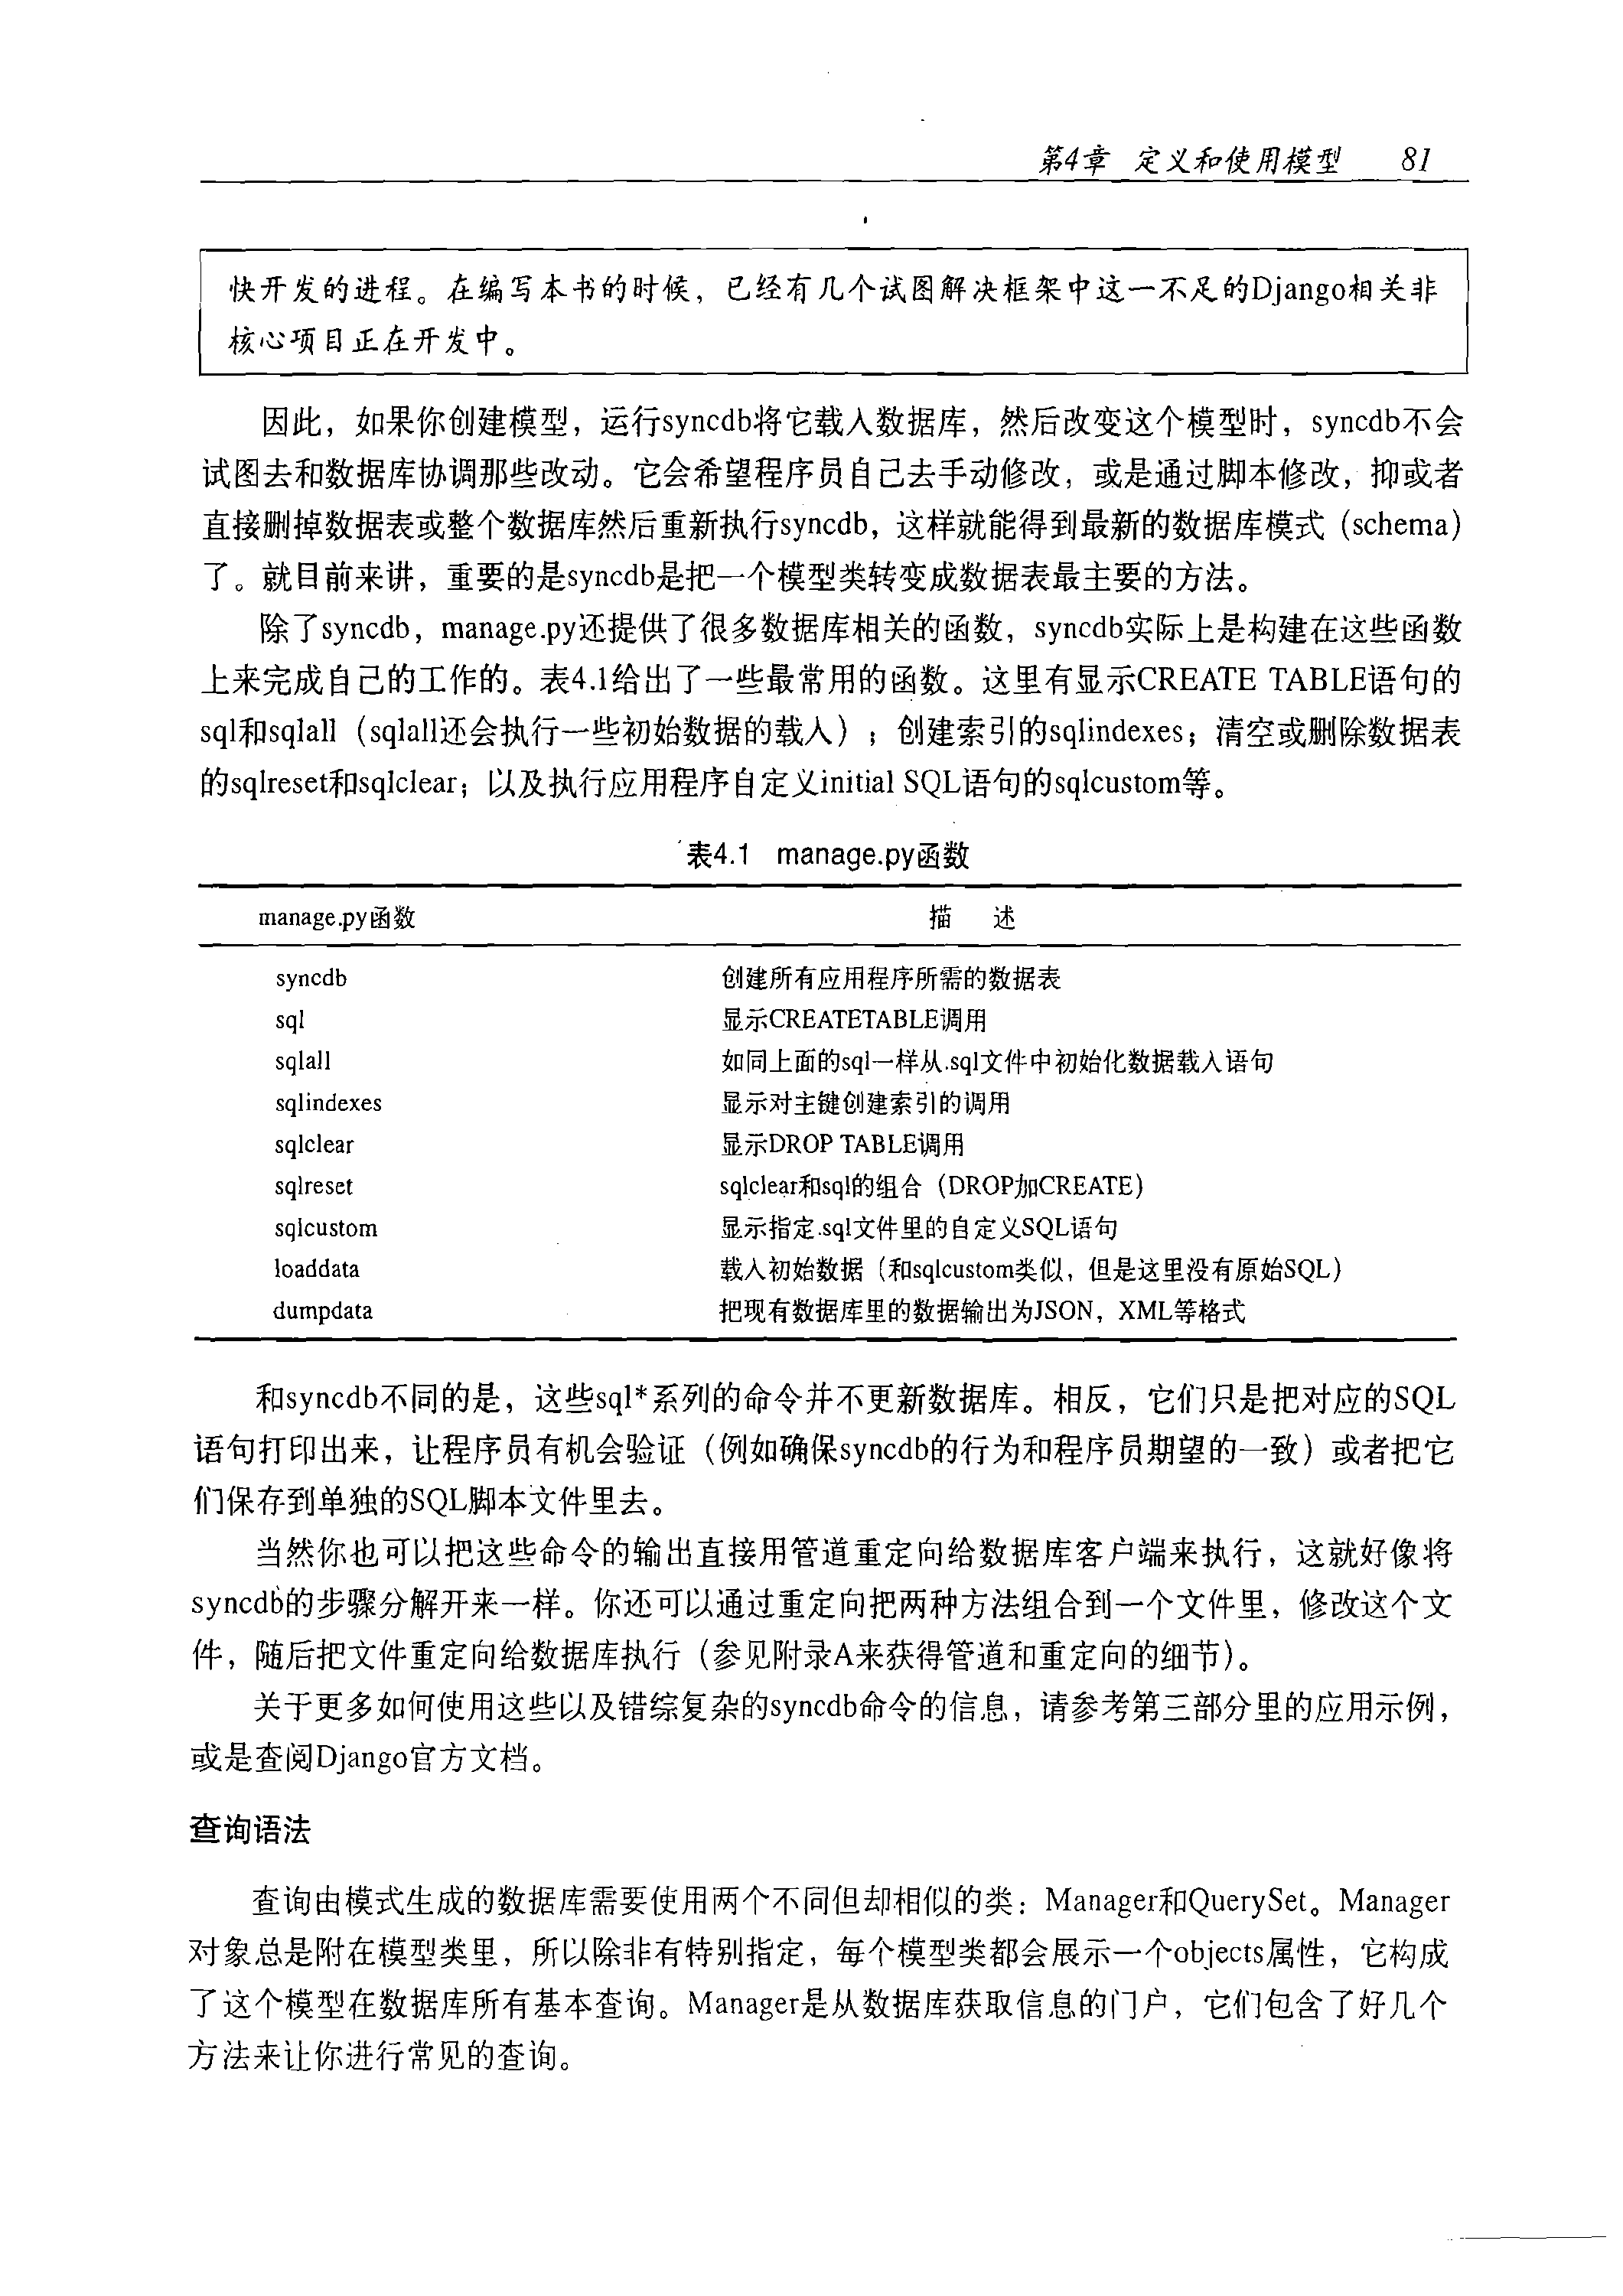 第4章 定义和使用模型 81
快开发的进程。在编写本书的时候，已经有几个试图解决框架中这一不足的Django相关非
核心项目正在开发中。
因此，如果你创建模型，运行syncdb将它载入数据库，然后改变这个模型时，syncdb不会
试图去和数据库协调那些改动。它会希望程序员自己去手动修改，或是通过脚本修改，抑或者
直接删掉数据表或整个数据库然后重新执行syncdb，这样就能得到最新的数据库模式（schema）
了。就目前来讲，重要的是syncdb是把一个模型类转变成数据表最主要的方法。
除了syncdb，manage.py还提供了很多数据库相关的函数，syncdb实际上是构建在这些函数
上来完成自己的工作的。表4.1给出了一些最常用的函数。这里有显示CREATE TABLE语句的
sql和sqlall（sqlall还会执行一些初始数据的载入）；创建索引的sqlindexes；清空或删除数据表
的sqlreset和sqlclear；以及执行应用程序自定义initial SQL语句的sqlcustom等。
表4.1 manage.py函数
manage.py函数 描 述
syncdb 创建所有应用程序所需的数据表
sql 显示CREATETABLE调用
sqlall 如同上面的sql一样从.sql文件中初始化数据载入语句
sqlindexes 显示对主键创建索引的调用
sqlclear 显示DROP TABLE调用
sqlreset sqlclear和sql的组合（DROP加CREATE）
sqlcustom 显示指定.sql文件里的自定义SQL语句
loaddata 载入初始数据（和sqlcustom类似，但是这里没有原始SQL）
dumpdata 把现有数据库里的数据输出为JSON，XML等格式
和syncdb不同的是，这些sql*系列的命令并不更新数据库。相反，它们只是把对应的SQL
语句打印出来，让程序员有机会验证（例如确保syncdb的行为和程序员期望的一致）或者把它
们保存到单独的SQL脚本文件里去。
当然你也可以把这些命令的输出直接用管道重定向给数据库客户端来执行，这就好像将
syncdb的步骤分解开来一样。你还可以通过重定向把两种方法组合到一个文件里，修改这个文
件，随后把文件重定向给数据库执行（参见附录A来获得管道和重定向的细节）。
关于更多如何使用这些以及错综复杂的syncdb命令的信息，请参考第三部分里的应用示例，
或是查阅Django官方文档。
查询语法
查询由模式生成的数据库需要使用两个不同但却相似的类：Manager和QuerySet。Manager
对象总是附在模型类里，所以除非有特别指定，每个模型类都会展示一个objects属性，它构成
了这个模型在数据库所有基本查询。Manager是从数据库获取信息的门户，它们包含了好几个
方法来让你进行常见的查询。